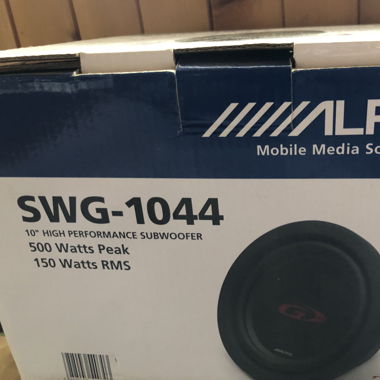 ALP
Mobile Media So
SWG-1044
10" HIGH PERFORMANCE SUBWOOFER
500 Watts Peak
150 Watts RMS